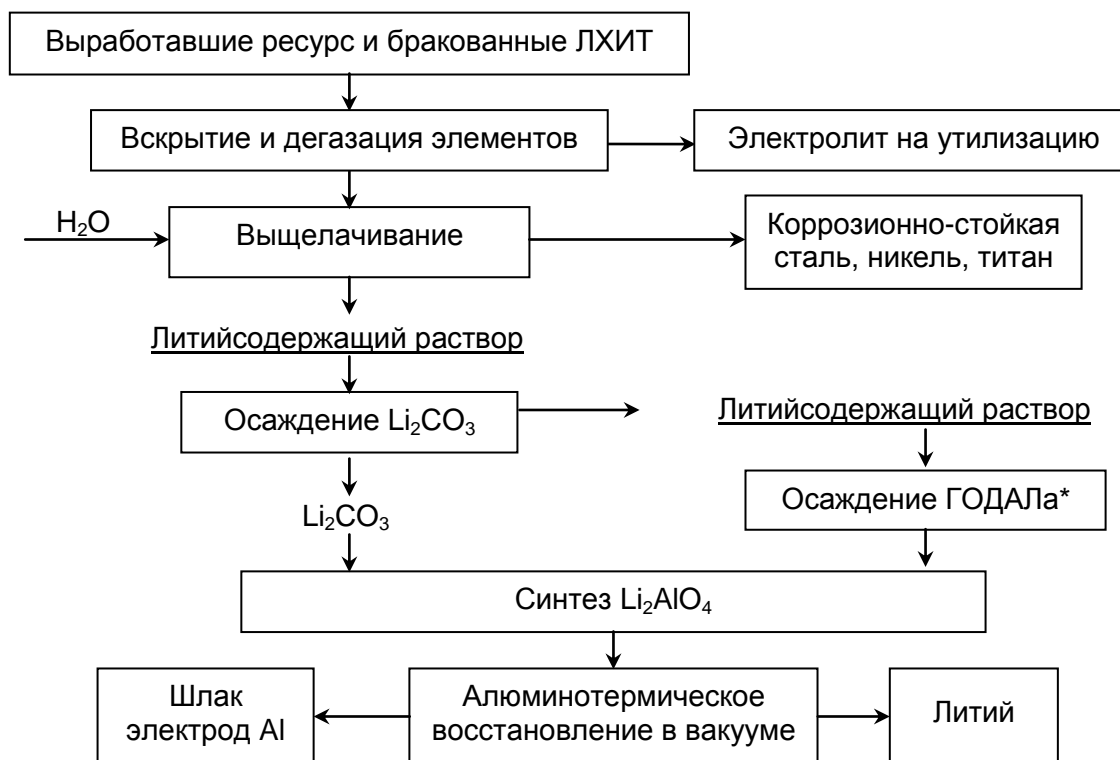 Выработавшие ресурс и бракованные ЛХИТ
Вскрытие и дегазация элементов
Электролит на утилизацию
H₂O
Выщелачивание
Коррозионно-стойкая
сталь, никель, титан
Литийсодержащий раствор
Осаждение Li₂CO₃
Литийсодержащий раствор
Осаждение ГОДАЛа*
Li₂CO₃
Синтез Li₂AlO₄
Шлак
электрод Al
Алюминотермическое
восстановление в вакууме
Литий